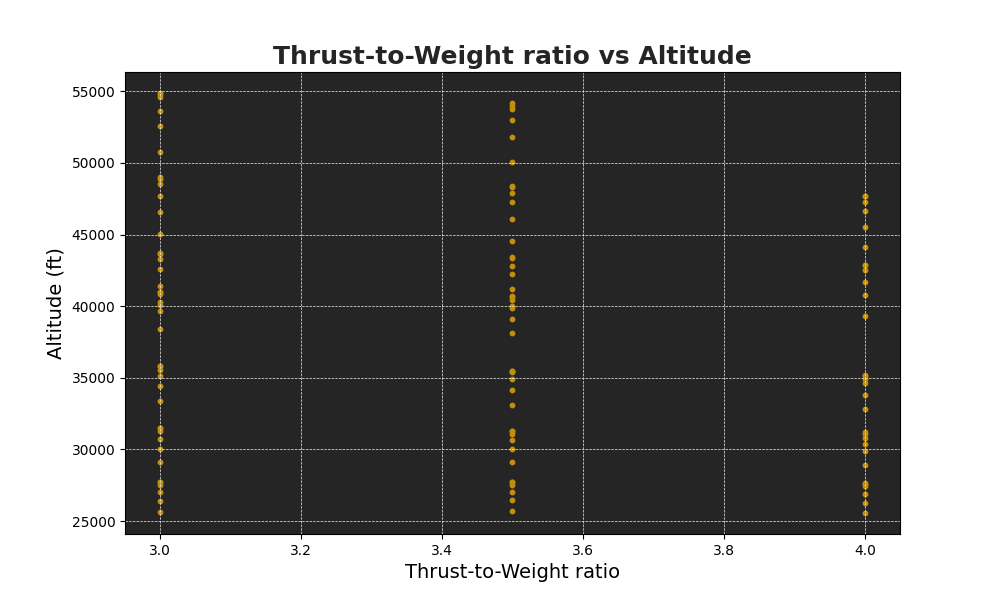 Thrust-to-Weight ratio vs Altitude
Altitude (ft)
55000
50000
45000
40000
35000
30000
25000
3.0 3.2 3.4 3.6 3.8 4.0
Thrust-to-Weight ratio